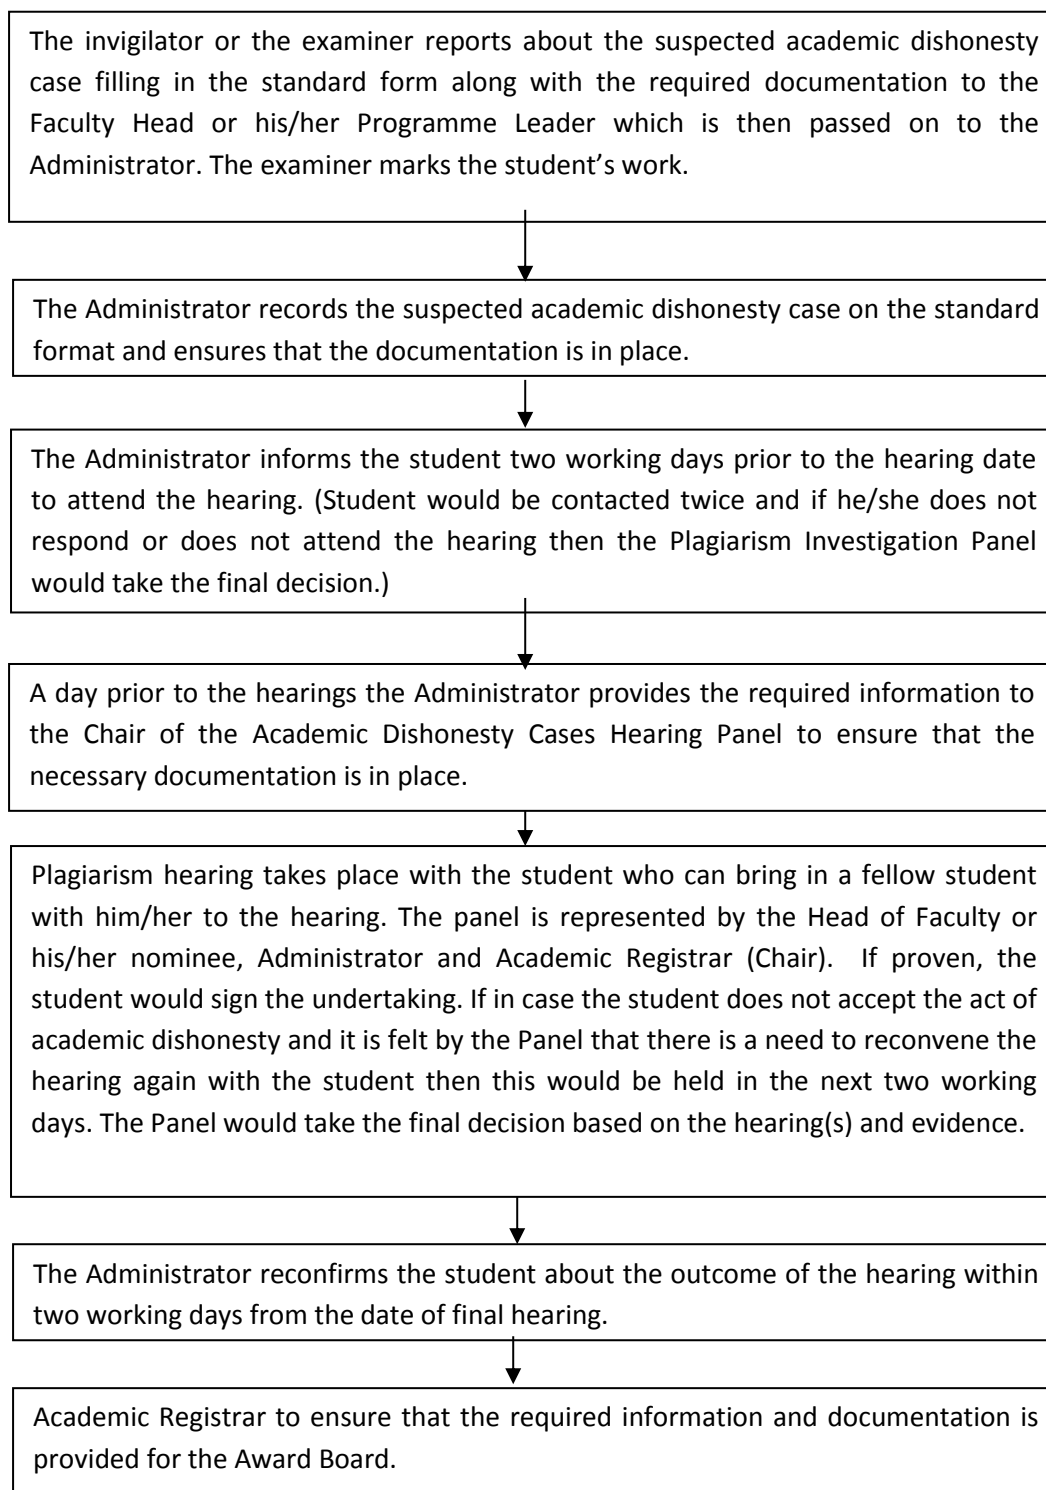 The invigilator or the examiner reports about the suspected academic dishonesty
case filling in the standard form along with the required documentation to the
Faculty Head or his/her Programme Leader which is then passed on to the
Administrator. The examiner marks the student’s work.
The Administrator records the suspected academic dishonesty case on the standard
format and ensures that the documentation is in place.
The Administrator informs the student two working days prior to the hearing date
to attend the hearing. (Student would be contacted twice and if he/she does not
respond or does not attend the hearing then the Plagiarism Investigation Panel
would take the final decision.)
A day prior to the hearings the Administrator provides the required information to
the Chair of the Academic Dishonesty Cases Hearing Panel to ensure that the
necessary documentation is in place.
Plagiarism hearing takes place with the student who can bring in a fellow student
with him/her to the hearing. The panel is represented by the Head of Faculty or
his/her nominee, Administrator and Academic Registrar (Chair). If proven, the
student would sign the undertaking. If in case the student does not accept the act of
academic dishonesty and it is felt by the Panel that there is a need to reconvene the
hearing again with the student then this would be held in the next two working
days. The Panel would take the final decision based on the hearing(s) and evidence.
The Administrator reconfirms the student about the outcome of the hearing within
two working days from the date of final hearing.
Academic Registrar to ensure that the required information and documentation is
provided for the Award Board.